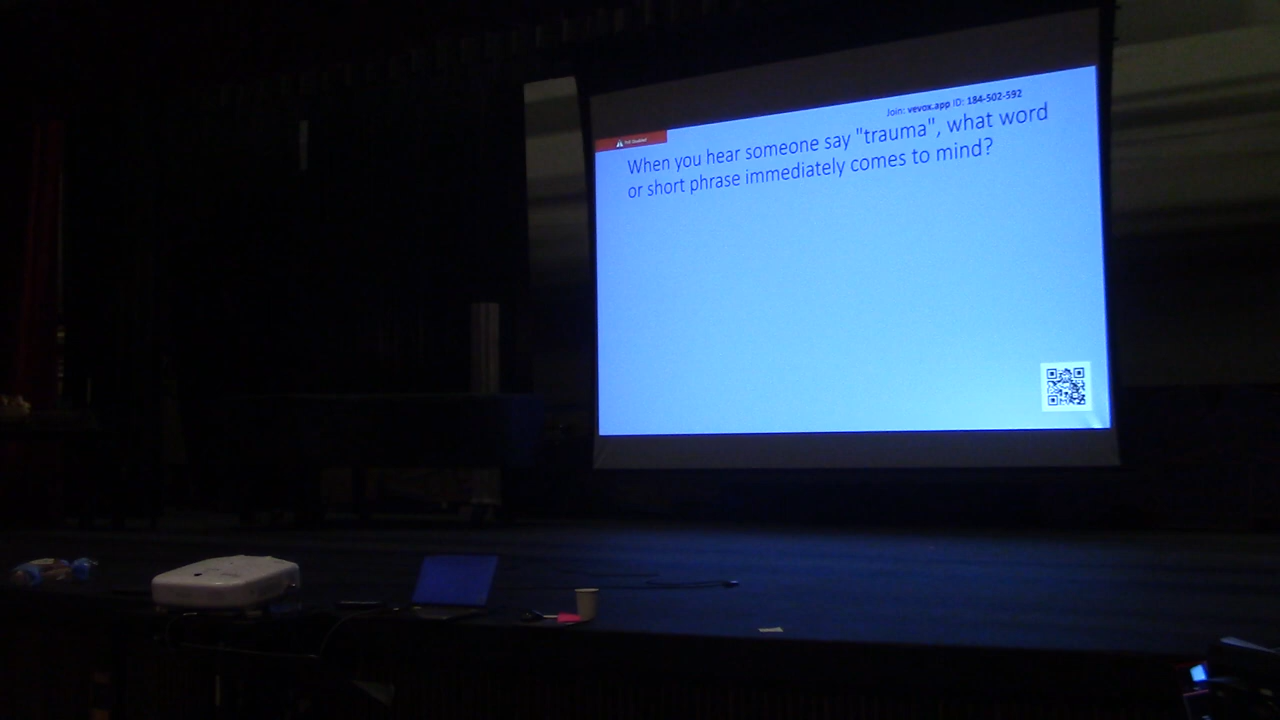 Join: vevox.app ID: 184-502-592
When you hear someone say "trauma", what word
or short phrase immediately comes to mind?